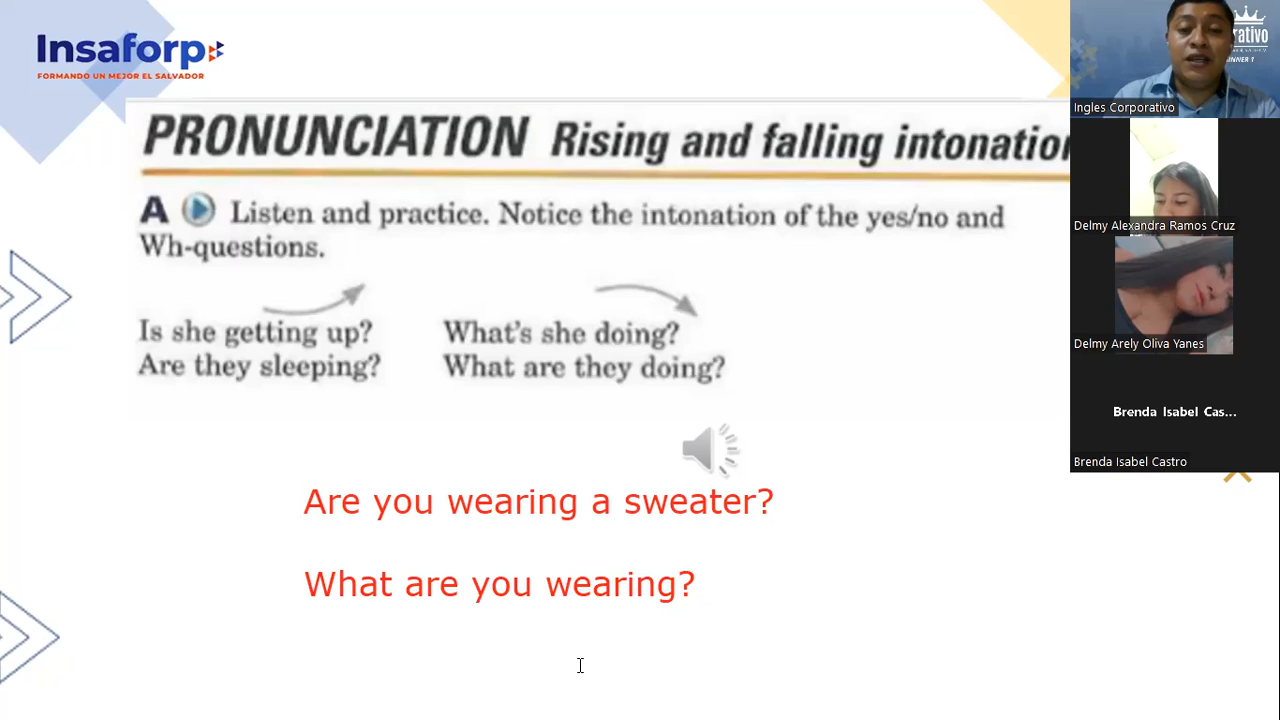 Insaforp
FORMANDO UN MEJOR EL SALVADOR
PRONUNCIATION Rising and falling intonation
A Listen and practice. Notice the intonation of the yes/no and
Wh-questions.
Is she getting up? What's she doing?
Are they sleeping? What are they doing?
Are you wearing a sweater?
What are you wearing?
Ingles Corporativo
Delmy Alexandra Ramos Cruz
Delmy Arely Oliva Yanes
Brenda Isabel Cas...
Brenda Isabel Castro